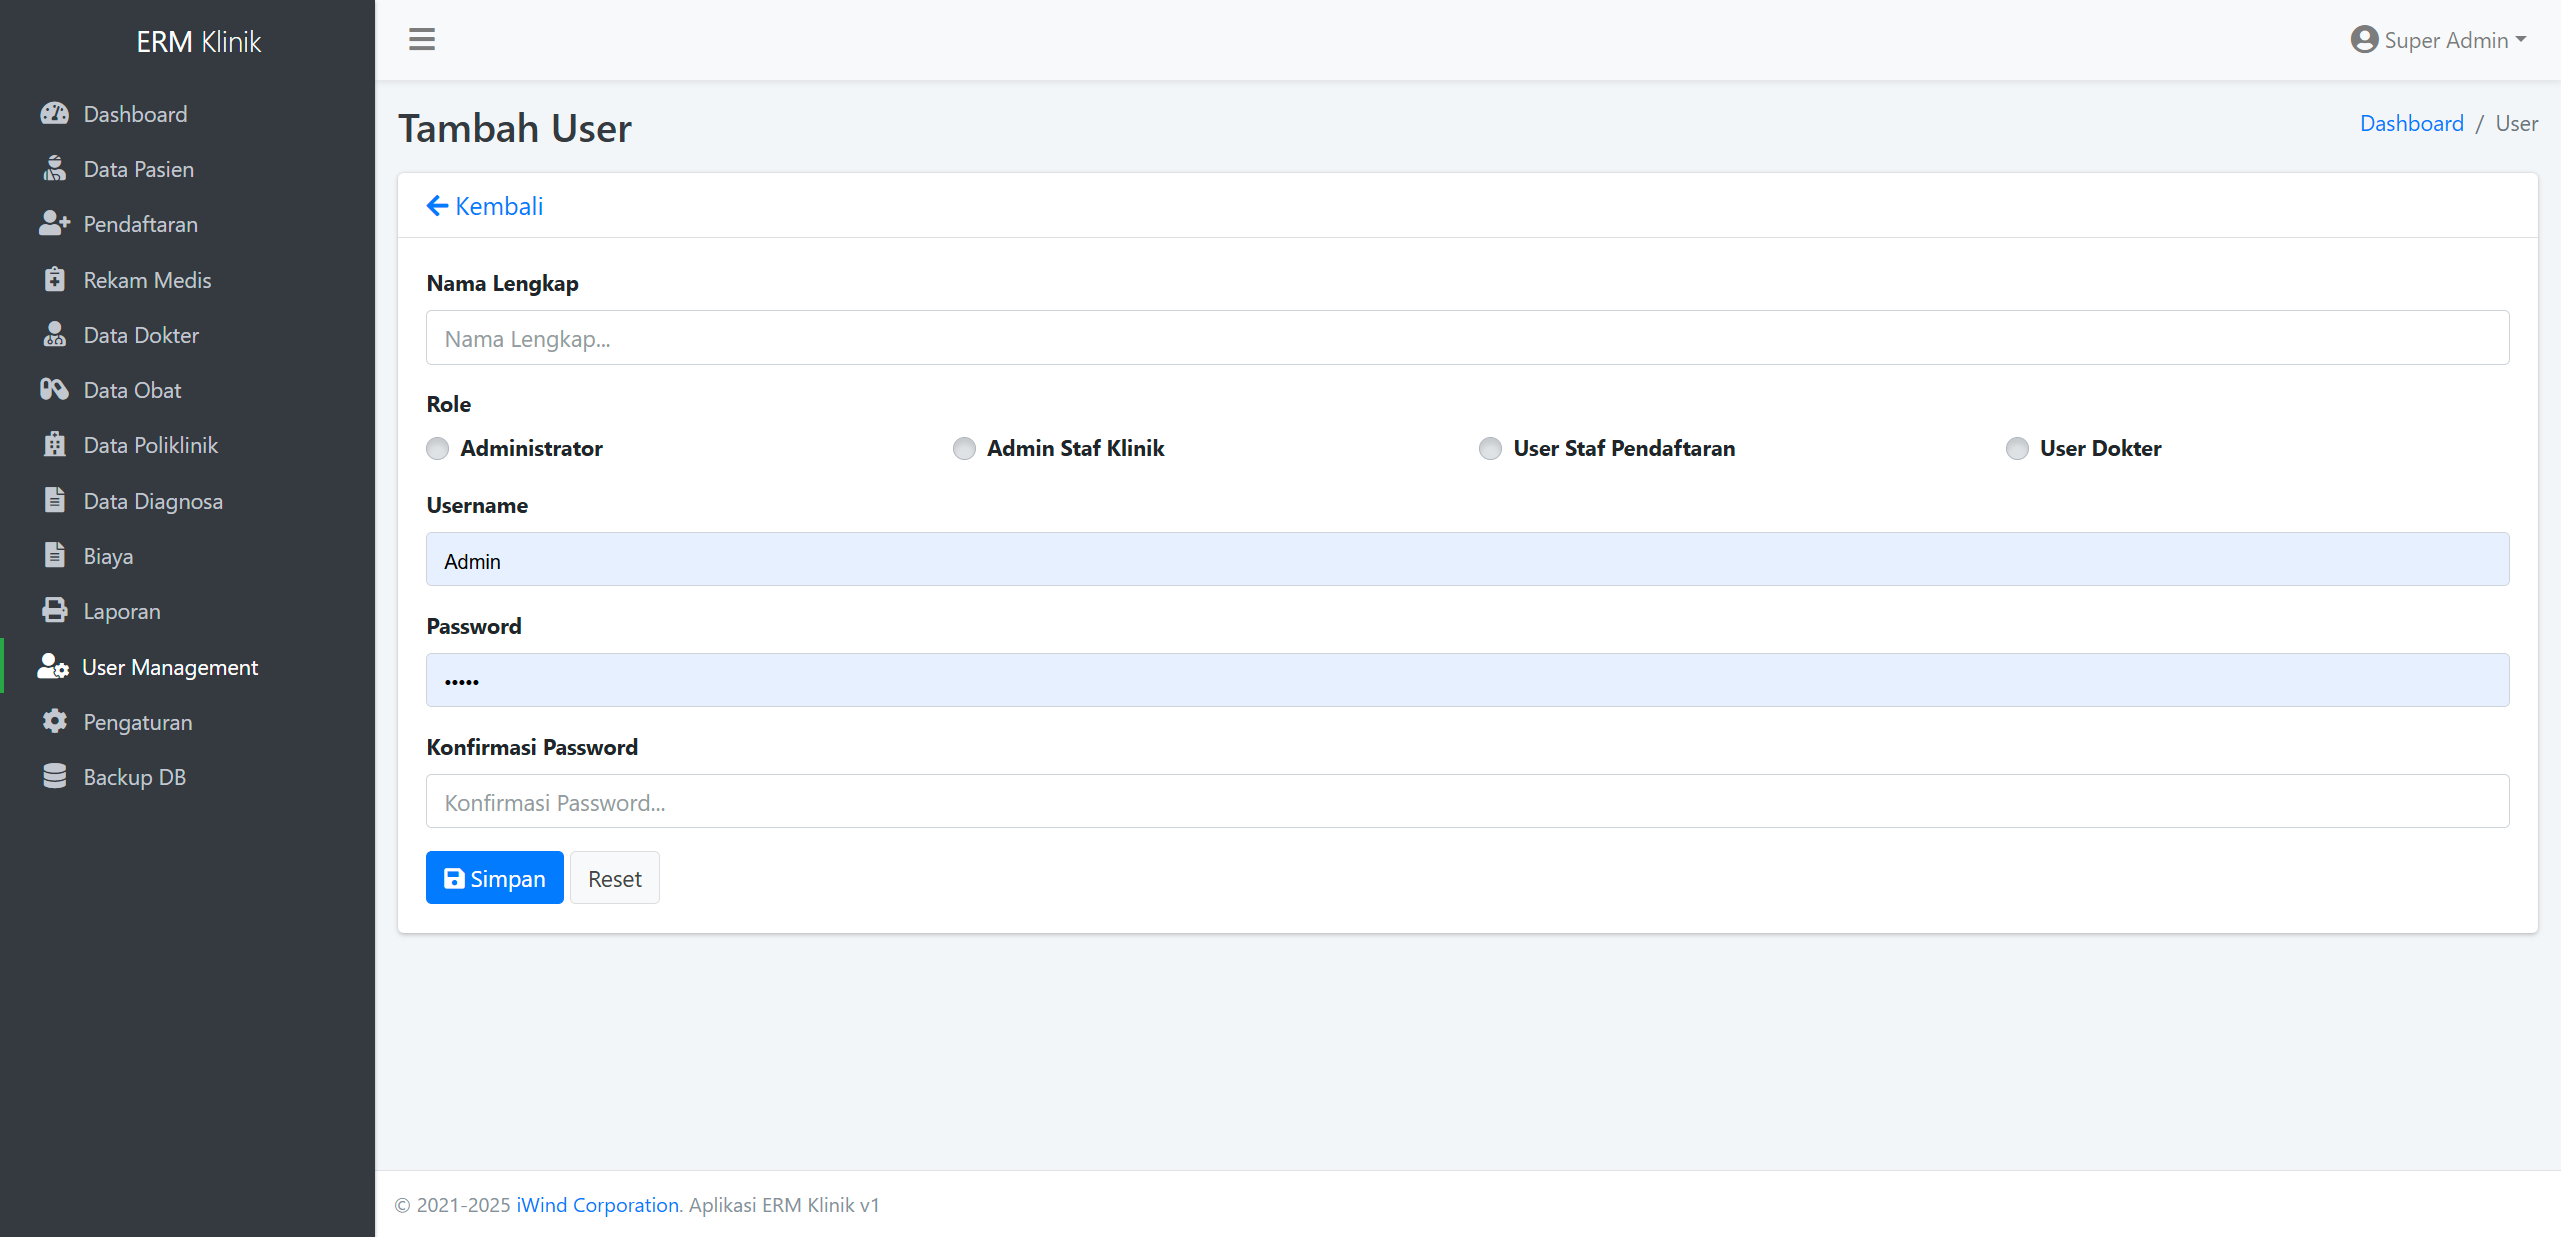 ERM Klinik
Super Admin
Dashboard
Data Pasien
Pendaftaran
Rekam Medis
Data Dokter
Data Obat
Data Poliklinik
Data Diagnosa
Biaya
Laporan
User Management
Pengaturan
Backup DB
Tambah User
Dashboard / User
Kembali
Nama Lengkap
Nama Lengkap...
Role
Administrator
Admin Staf Klinik
User Staf Pendaftaran
User Dokter
Username
Admin
Password
•••••
Konfirmasi Password
Konfirmasi Password...
Simpan
Reset
© 2021-2025 iWind Corporation. Aplikasi ERM Klinik v1